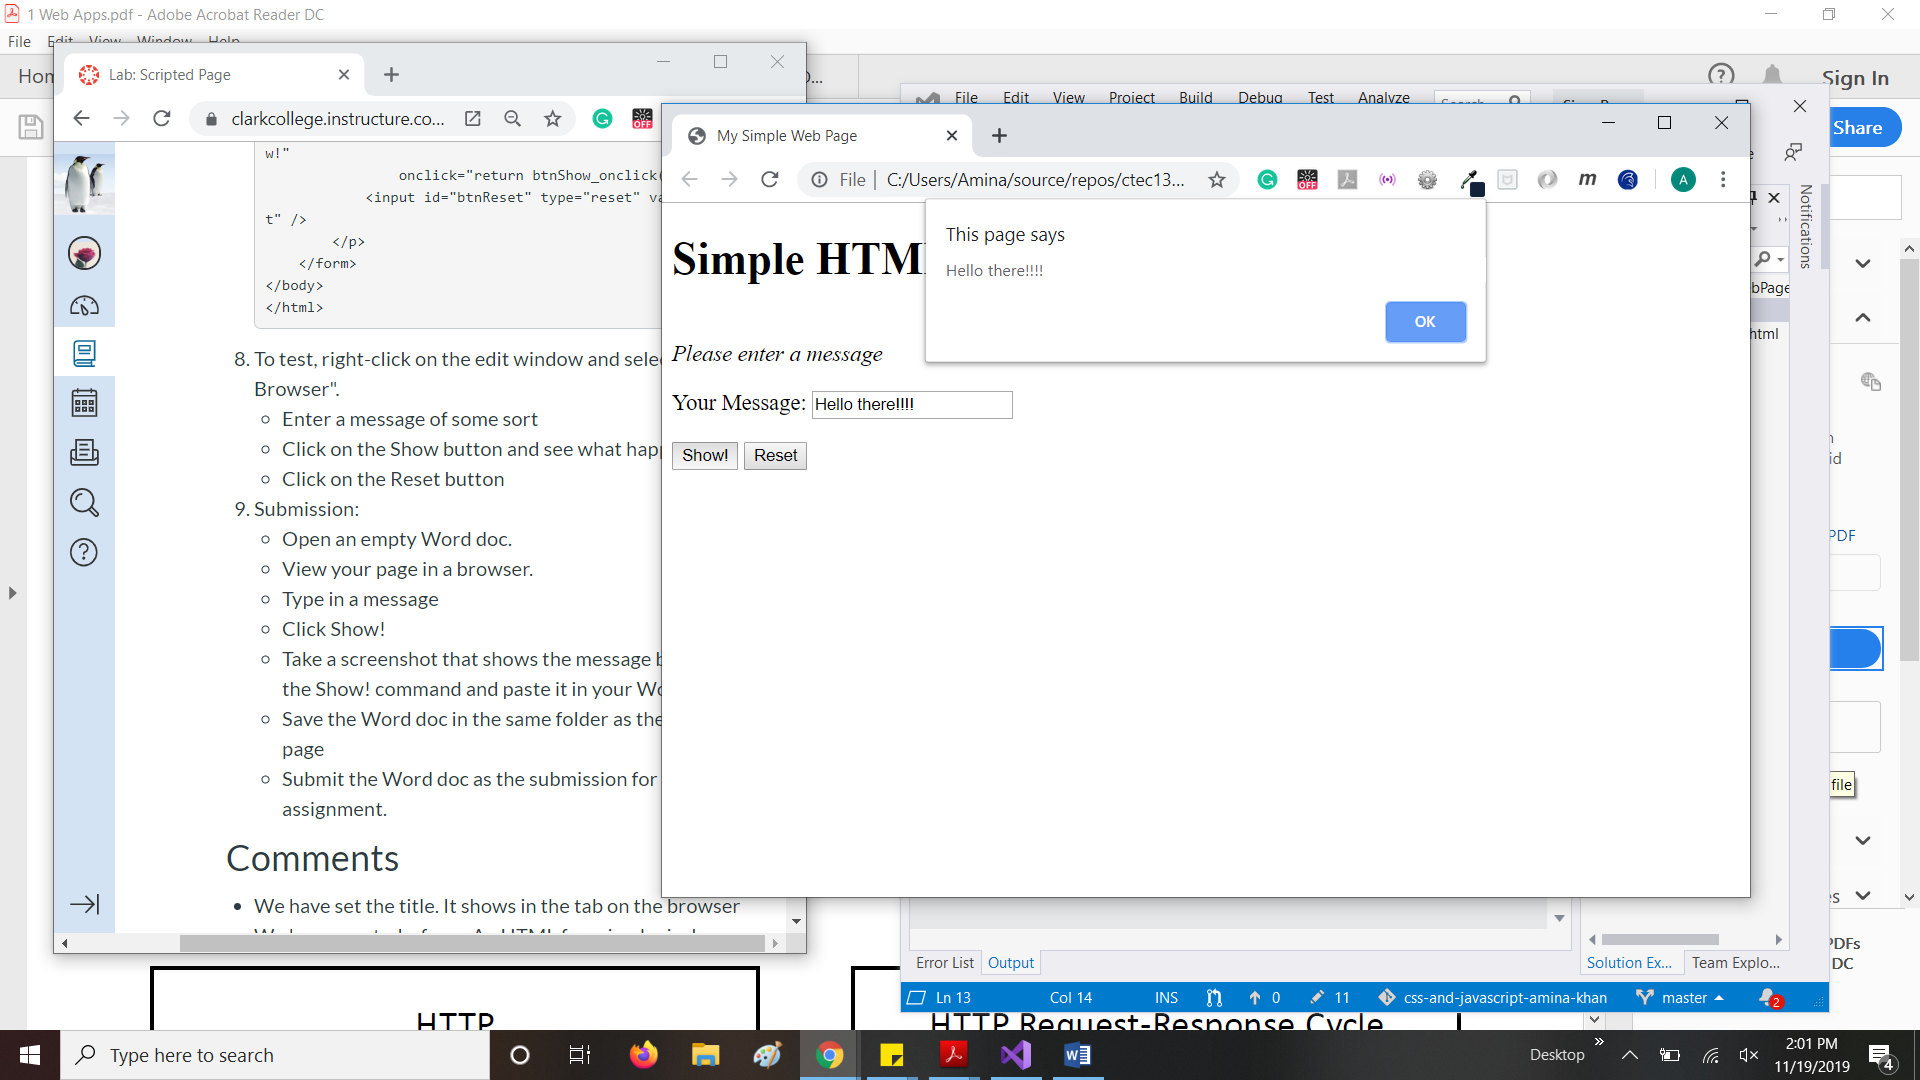 1 Web Apps.pdf - Adobe Acrobat Reader DC
File Edit View Window Help
Sign In
Share
Lab: Scripted Page
clarkcollege.instructure.co...
w!"
onclick="return btnShow_onclick(
<input id="btnReset" type="reset" va
t" />
</p>
</form>
</body>
</html>
8. To test, right-click on the edit window and sele
Browser".
Enter a message of some sort
Click on the Show button and see what hap
Click on the Reset button
9. Submission:
Open an empty Word doc.
View your page in a browser.
Type in a message
Click Show!
Take a screenshot that shows the message b
the Show! command and paste it in your Wo
Save the Word doc in the same folder as the
page
Submit the Word doc as the submission for
assignment.
Comments
We have set the title. It shows in the tab on the browser
File Edit View Project Build Debug Test Analyze
My Simple Web Page
File C:/Users/Amina/source/repos/ctec13...
OFF
A
This page says
Hello there!!!!
OK
Simple HTM
Please enter a message
Your Message: Hello there!!!!
Show! Reset
Notifications
bPage
html
id
PDF
file
PDFs
DC
Error List Output
Solution Ex... Team Explo...
Ln 13 Col 14 INS 0 11 css-and-javascript-amina-khan master 2
HTTP
HTTP Request-Response Cycle
Type here to search
Desktop
2:01 PM
11/19/2019
4